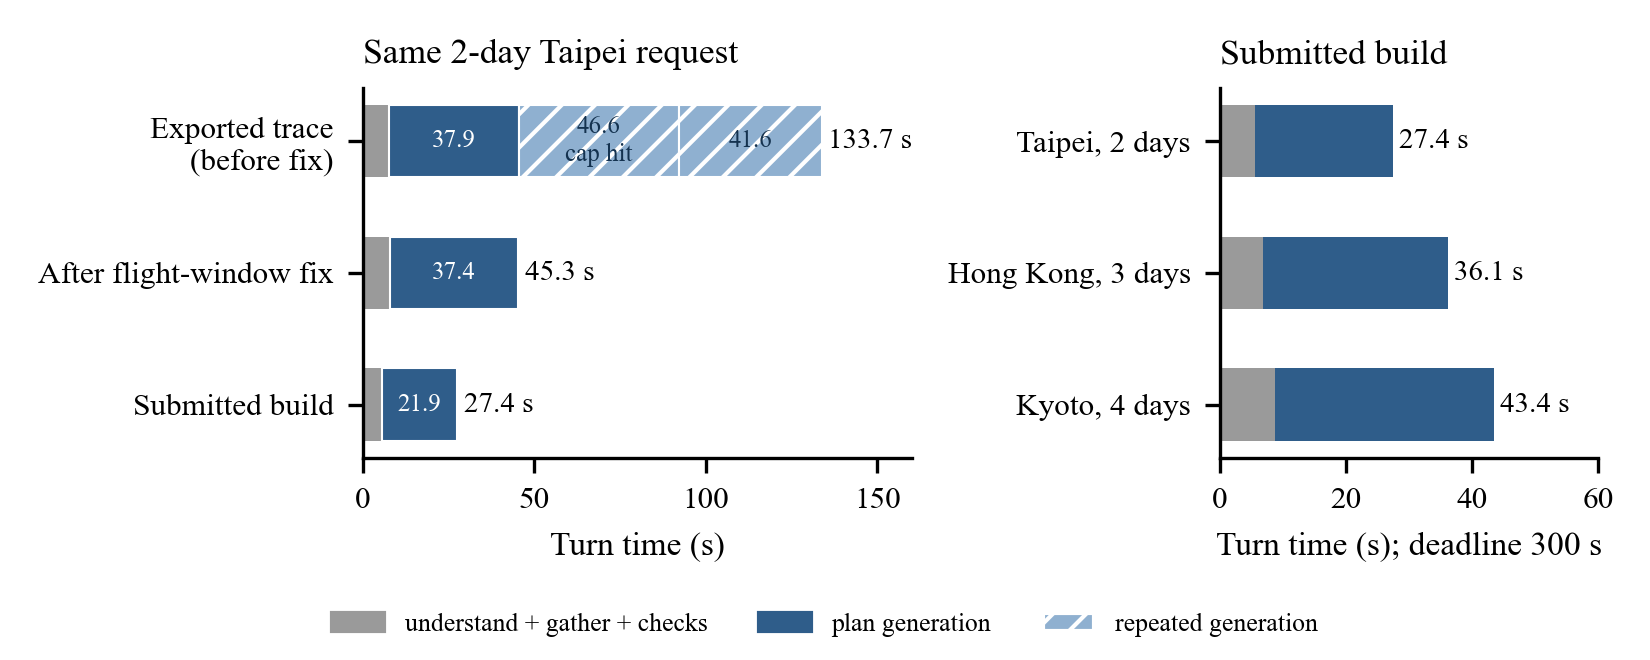 Same 2-day Taipei request
Exported trace
(before fix)
37.9
46.6
cap hit
41.6
133.7 s
After flight-window fix
37.4
45.3 s
Submitted build
21.9
27.4 s
0
50
100
150
Turn time (s)
Submitted build
Taipei, 2 days
27.4 s
Hong Kong, 3 days
36.1 s
Kyoto, 4 days
43.4 s
0
20
40
60
Turn time (s); deadline 300 s
understand + gather + checks
plan generation
repeated generation